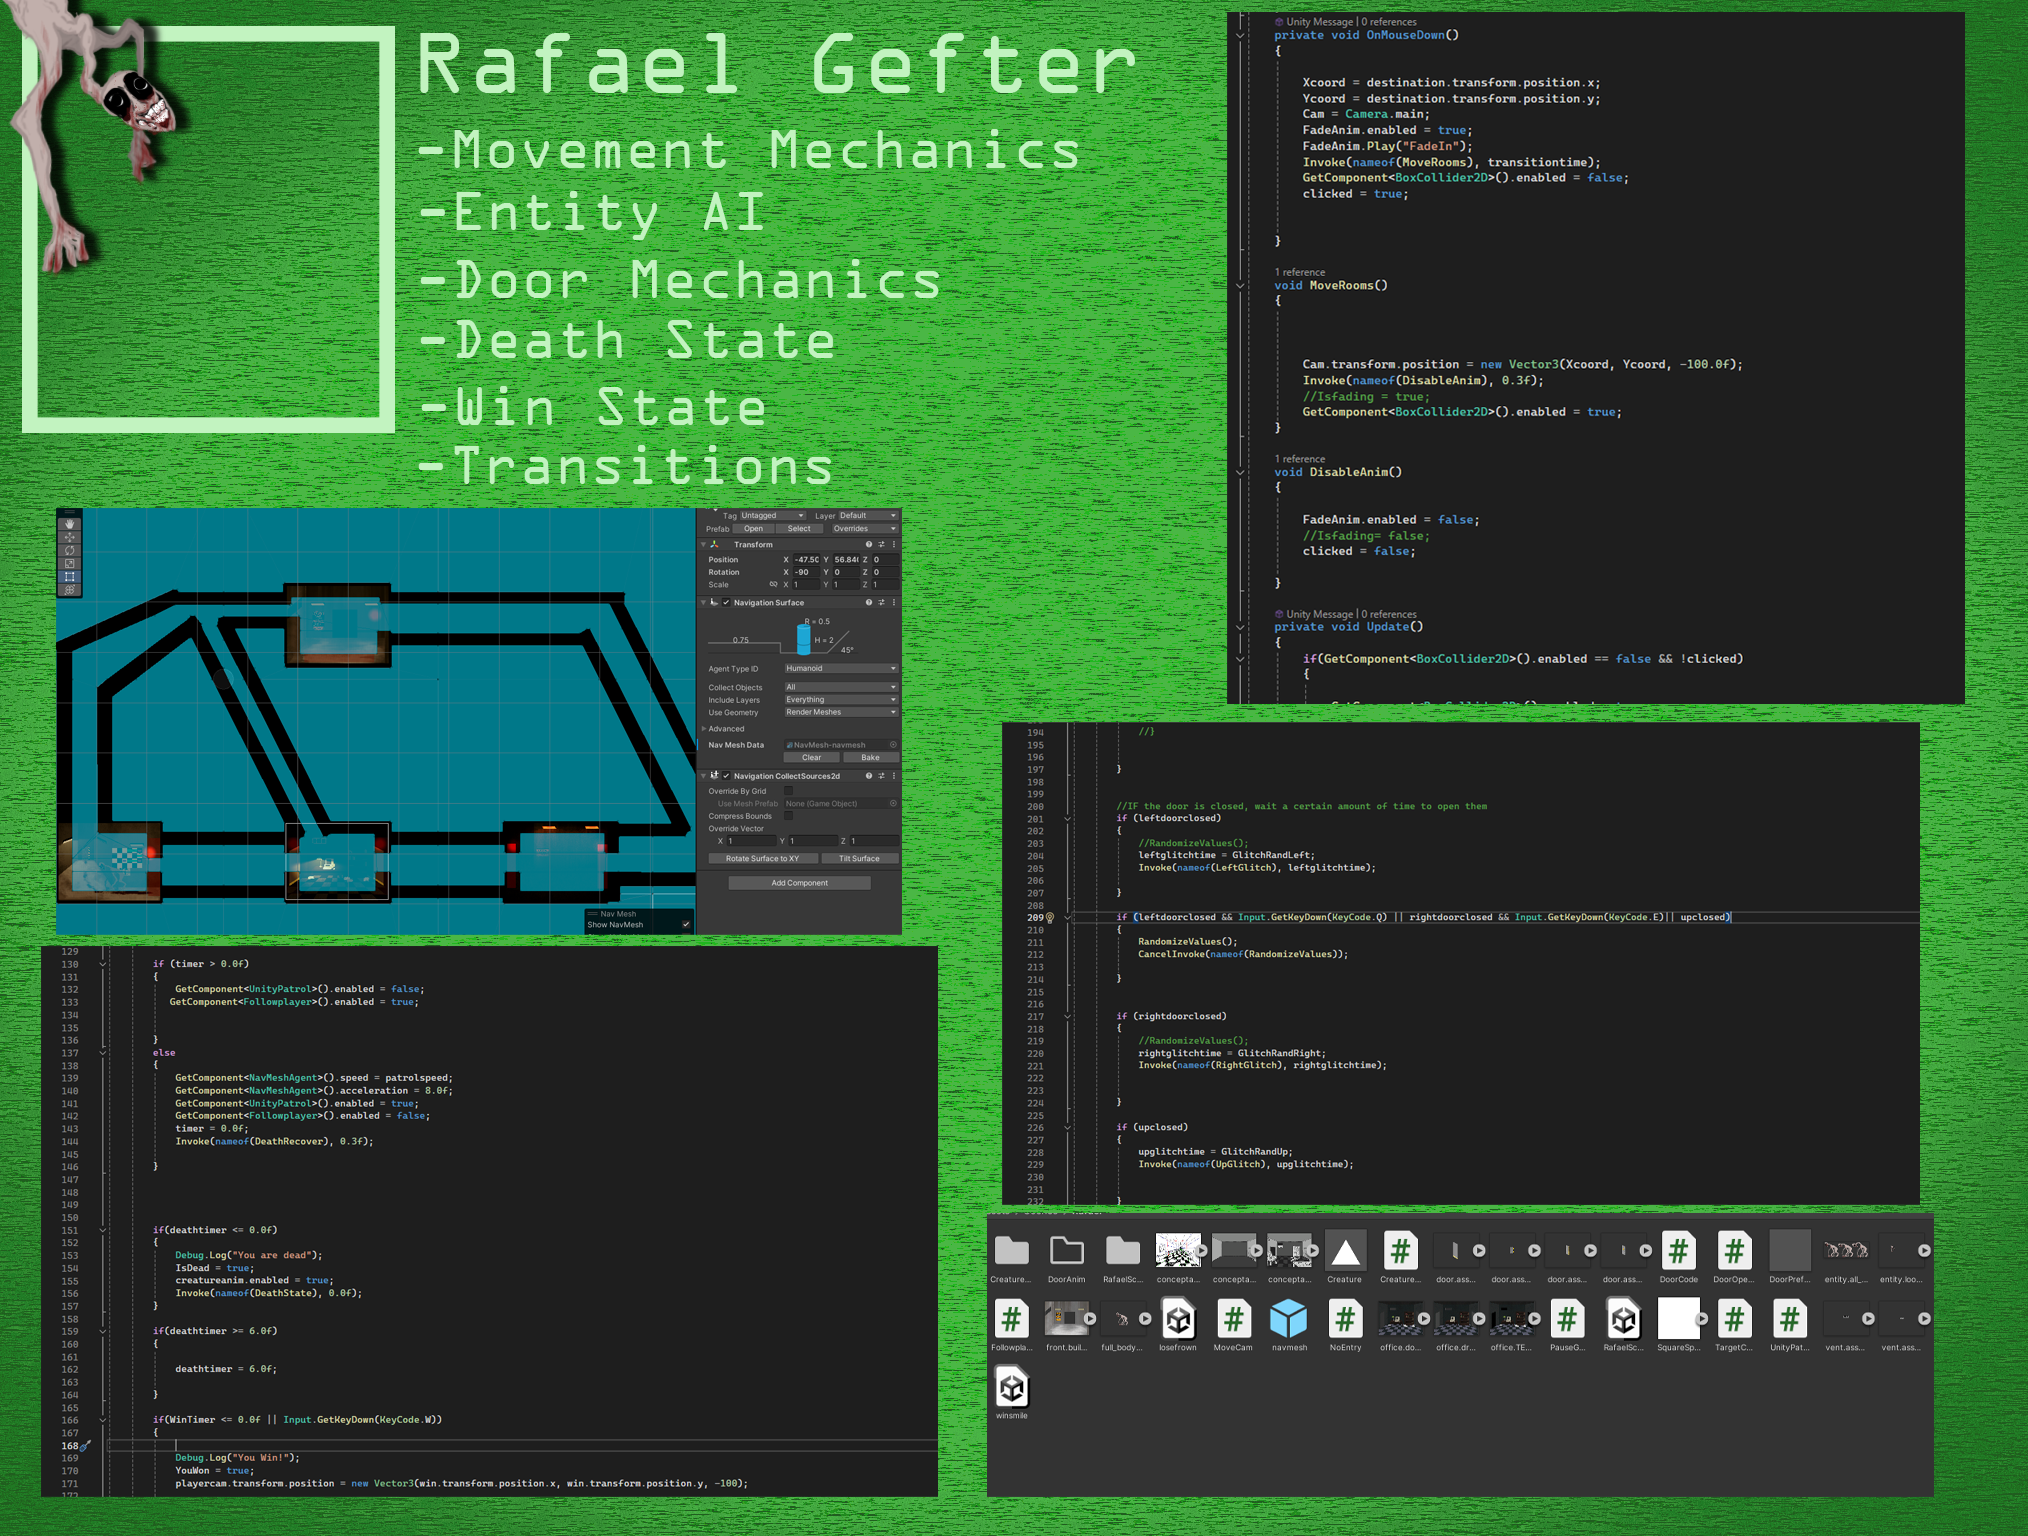 Rafael Gefter
-Movement Mechanics
-Entity AI
-Door Mechanics
-Death State
-Win State
-Transitions
Unity Message | 0 references
private void OnMouseDown()
{
Xcoord = destination.transform.position.x;
Ycoord = destination.transform.position.y;
Cam = Camera.main;
FadeAnim.enabled = true;
FadeAnim.Play("FadeIn");
Invoke(nameof(MoveRooms), transitiontime);
GetComponent<BoxCollider2D>().enabled = false;
clicked = true;
}
1 reference
void MoveRooms()
{
Cam.transform.position = new Vector3(Xcoord, Ycoord, -100.0f);
Invoke(nameof(DisableAnim), 0.3f);
//Isfading = true;
GetComponent<BoxCollider2D>().enabled = true;
}
1 reference
void DisableAnim()
{
FadeAnim.enabled = false;
//Isfading= false;
clicked = false;
}
Unity Message | 0 references
private void Update()
{
if(GetComponent<BoxCollider2D>().enabled == false && !clicked)
{
Tag Untagged Layer Default
Prefab Open Select Overrides
Transform
Position X -47.50 Y 56.84 Z 0
Rotation X -90 Y 0 Z 0
Scale X 1 Y 1 Z 1
Navigation Surface
R = 0.5
0.75 H = 2
45°
Agent Type ID Humanoid
Collect Objects All
Include Layers Everything
Use Geometry Render Meshes
Advanced
Nav Mesh Data NavMesh-navmesh
Clear Bake
Navigation CollectSources2d
Override By Grid
Use Mesh Prefab None (Game Object)
Compress Bounds
Override Vector
X 1 Y 1 Z 1
Rotate Surface to XY Tilt Surface
Add Component
Nav Mesh
Show NavMesh
194 //}
195
196
197 }
198
199
200 //IF the door is closed, wait a certain amount of time to open them
201 if (leftdoorclosed)
202 {
203 //RandomizeValues();
204 leftglitchtime = GlitchRandLeft;
205 Invoke(nameof(LeftGlitch), leftglitchtime);
206
207 }
208
209 if (leftdoorclosed && Input.GetKeyDown(KeyCode.Q) || rightdoorclosed && Input.GetKeyDown(KeyCode.E)|| upclosed)
210 {
211 RandomizeValues();
212 CancelInvoke(nameof(RandomizeValues));
213
214 }
215
216
217 if (rightdoorclosed)
218 {
219 //RandomizeValues();
220 rightglitchtime = GlitchRandRight;
221 Invoke(nameof(RightGlitch), rightglitchtime);
222
223
224 }
225
226 if (upclosed)
227 {
228 upglitchtime = GlitchRandUp;
229 Invoke(nameof(UpGlitch), upglitchtime);
230
231
232 }
129
130 if (timer > 0.0f)
131 {
132 GetComponent<UnityPatrol>().enabled = false;
133 GetComponent<Followplayer>().enabled = true;
134
135
136 }
137 else
138 {
139 GetComponent<NavMeshAgent>().speed = patrolspeed;
140 GetComponent<NavMeshAgent>().acceleration = 8.0f;
141 GetComponent<UnityPatrol>().enabled = true;
142 GetComponent<Followplayer>().enabled = false;
143 timer = 0.0f;
144 Invoke(nameof(DeathRecover), 0.3f);
145
146 }
147
148
149
150
151 if(deathtimer <= 0.0f)
152 {
153 Debug.Log("You are dead");
154 IsDead = true;
155 creatureanim.enabled = true;
156 Invoke(nameof(DeathState), 0.0f);
157 }
158
159 if(deathtimer >= 6.0f)
160 {
161
162 deathtimer = 6.0f;
163
164 }
165
166 if(WinTimer <= 0.0f || Input.GetKeyDown(KeyCode.W))
167 {
168
169 Debug.Log("You Win!");
170 YouWon = true;
171 playercam.transform.position = new Vector3(win.transform.position.x, win.transform.position.y, -100);
Creature... DoorAnim RafaelSc... concepta... concepta... concepta... Creature Creature... door.ass... door.ass... door.ass... door.ass... DoorCode DoorOpe... DoorPref... entity.all_... entity.loo...
Followpla... front.buil... full_body... losefrown MoveCam navmesh NoEntry office.do... office.dr... office.TE... PauseG... RafaelSc... SquareSp... TargetC... UnityPat... vent.ass... vent.ass...
winsmile